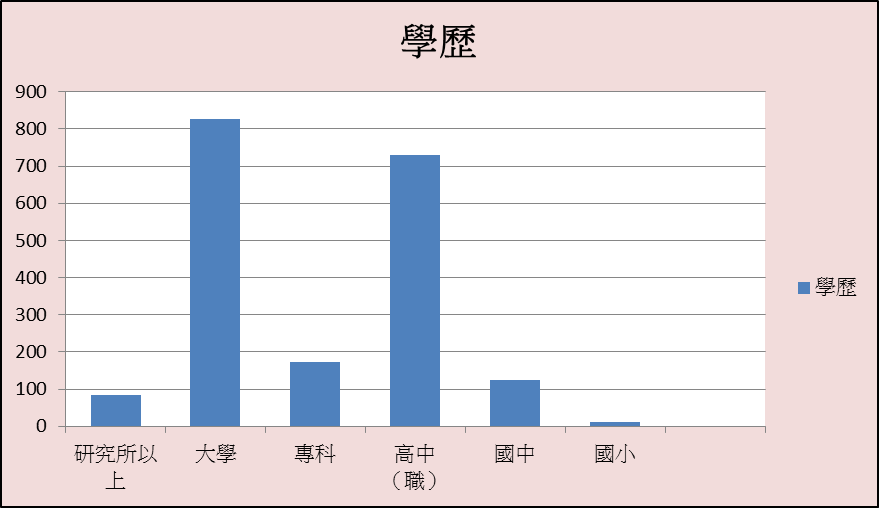 學歷
900
800
700
600
500
400
300
200
100
0
研究所以
上
大學
專科
高中
（職）
國中
國小
學歷